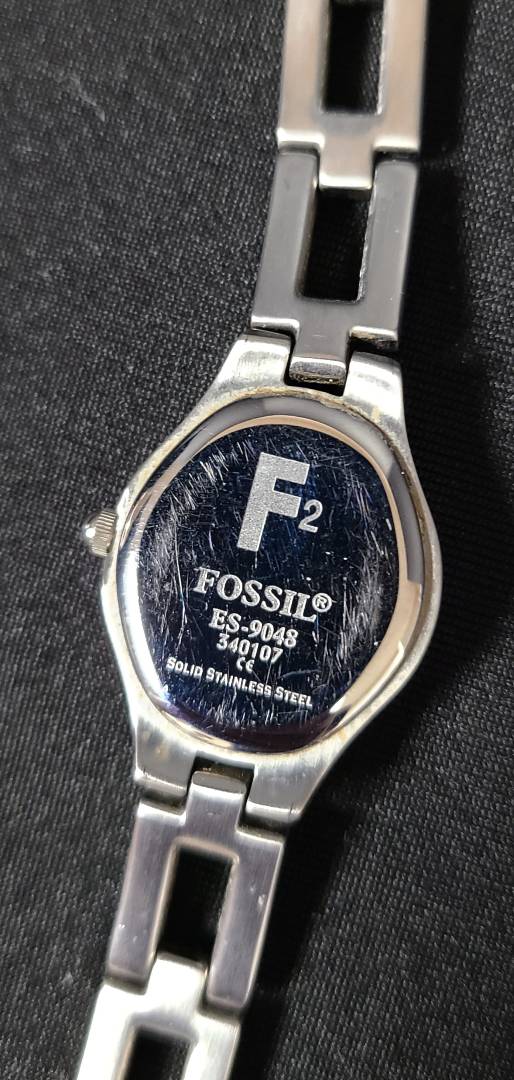 F2
FOSSIL®
ES-9048
340107
CE
SOLID STAINLESS STEEL